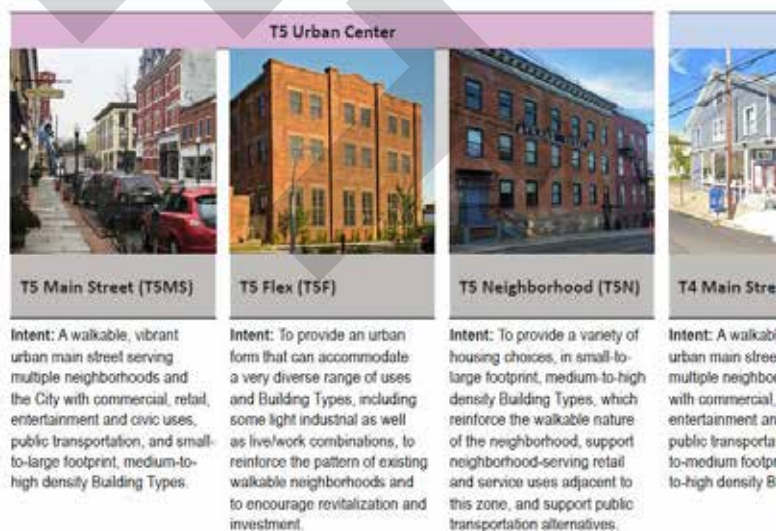 T5 Urban Center
T5 Main Street (T5MS)
Intent: A walkable, vibrant
urban main street serving
multiple neighborhoods and
the City with commercial, retail,
entertainment and civic uses,
public transportation, and small-
to-large footprint, medium-to-
high density Building Types.
T5 Flex (T5F)
Intent: To provide an urban
form that can accommodate
a very diverse range of uses
and Building Types, including
some light industrial as well
as live/work combinations, to
reinforce the pattern of existing
walkable neighborhoods and
to encourage revitalization and
investment.
T5 Neighborhood (T5N)
Intent: To provide a variety of
housing choices, in small-to-
large footprint, medium-to-high
density Building Types, which
reinforce the walkable nature
of the neighborhood, support
neighborhood-serving retail
and service uses adjacent to
this zone, and support public
transportation alternatives.
T4 Main Stre
Intent: A walkabl
urban main stree
multiple neighbo
with commercial,
entertainment an
public transporta
to-medium footpr
to-high density B